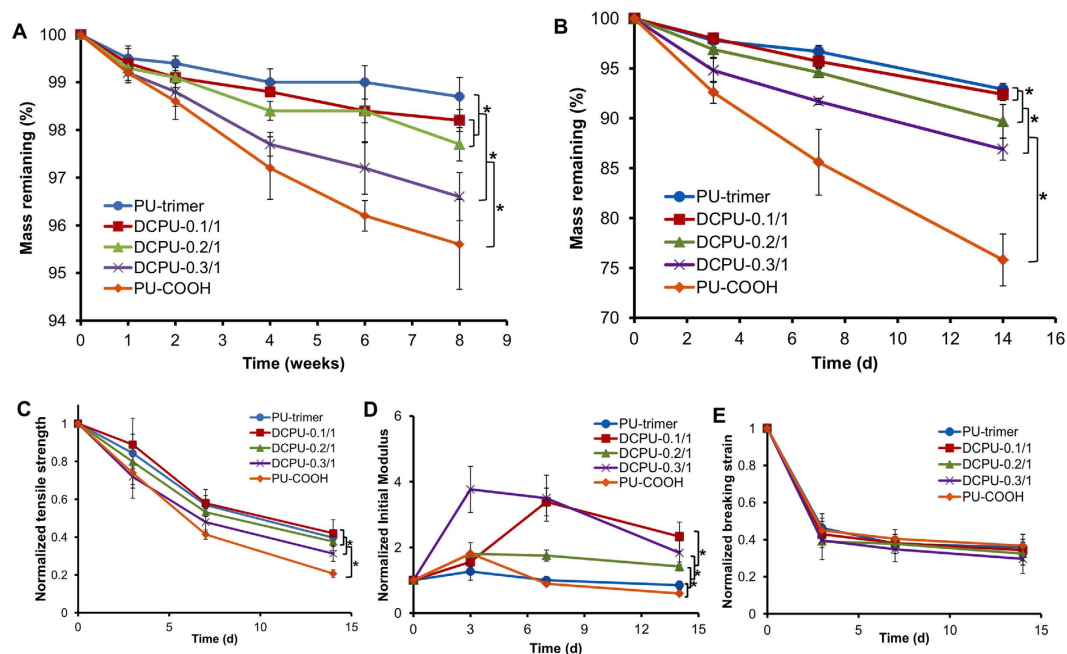 A
Mass remianing (%)
100
99
98
97
96
95
94
PU-trimer
DCPU-0.1/1
DCPU-0.2/1
DCPU-0.3/1
PU-COOH
*
*
*
0 1 2 3 4 5 6 7 8 9
Time (weeks)
B
Mass remaining (%)
100
95
90
85
80
75
70
PU-trimer
DCPU-0.1/1
DCPU-0.2/1
DCPU-0.3/1
PU-COOH
*
*
*
0 2 4 6 8 10 12 14 16
Time (d)
C
Normalized tensile strength
1
0.8
0.6
0.4
0.2
0
PU-trimer
DCPU-0.1/1
DCPU-0.2/1
DCPU-0.3/1
PU-COOH
*
*
0 5 10 15
Time (d)
D
Normalized Initial Modulus
6
4
2
0
PU-trimer
DCPU-0.1/1
DCPU-0.2/1
DCPU-0.3/1
PU-COOH
*
*
*
0 3 6 9 12 15
Time (d)
E
Normalized breaking strain
1
0.8
0.6
0.4
0.2
0
PU-trimer
DCPU-0.1/1
DCPU-0.2/1
DCPU-0.3/1
PU-COOH
0 5 10 15
Time (d)